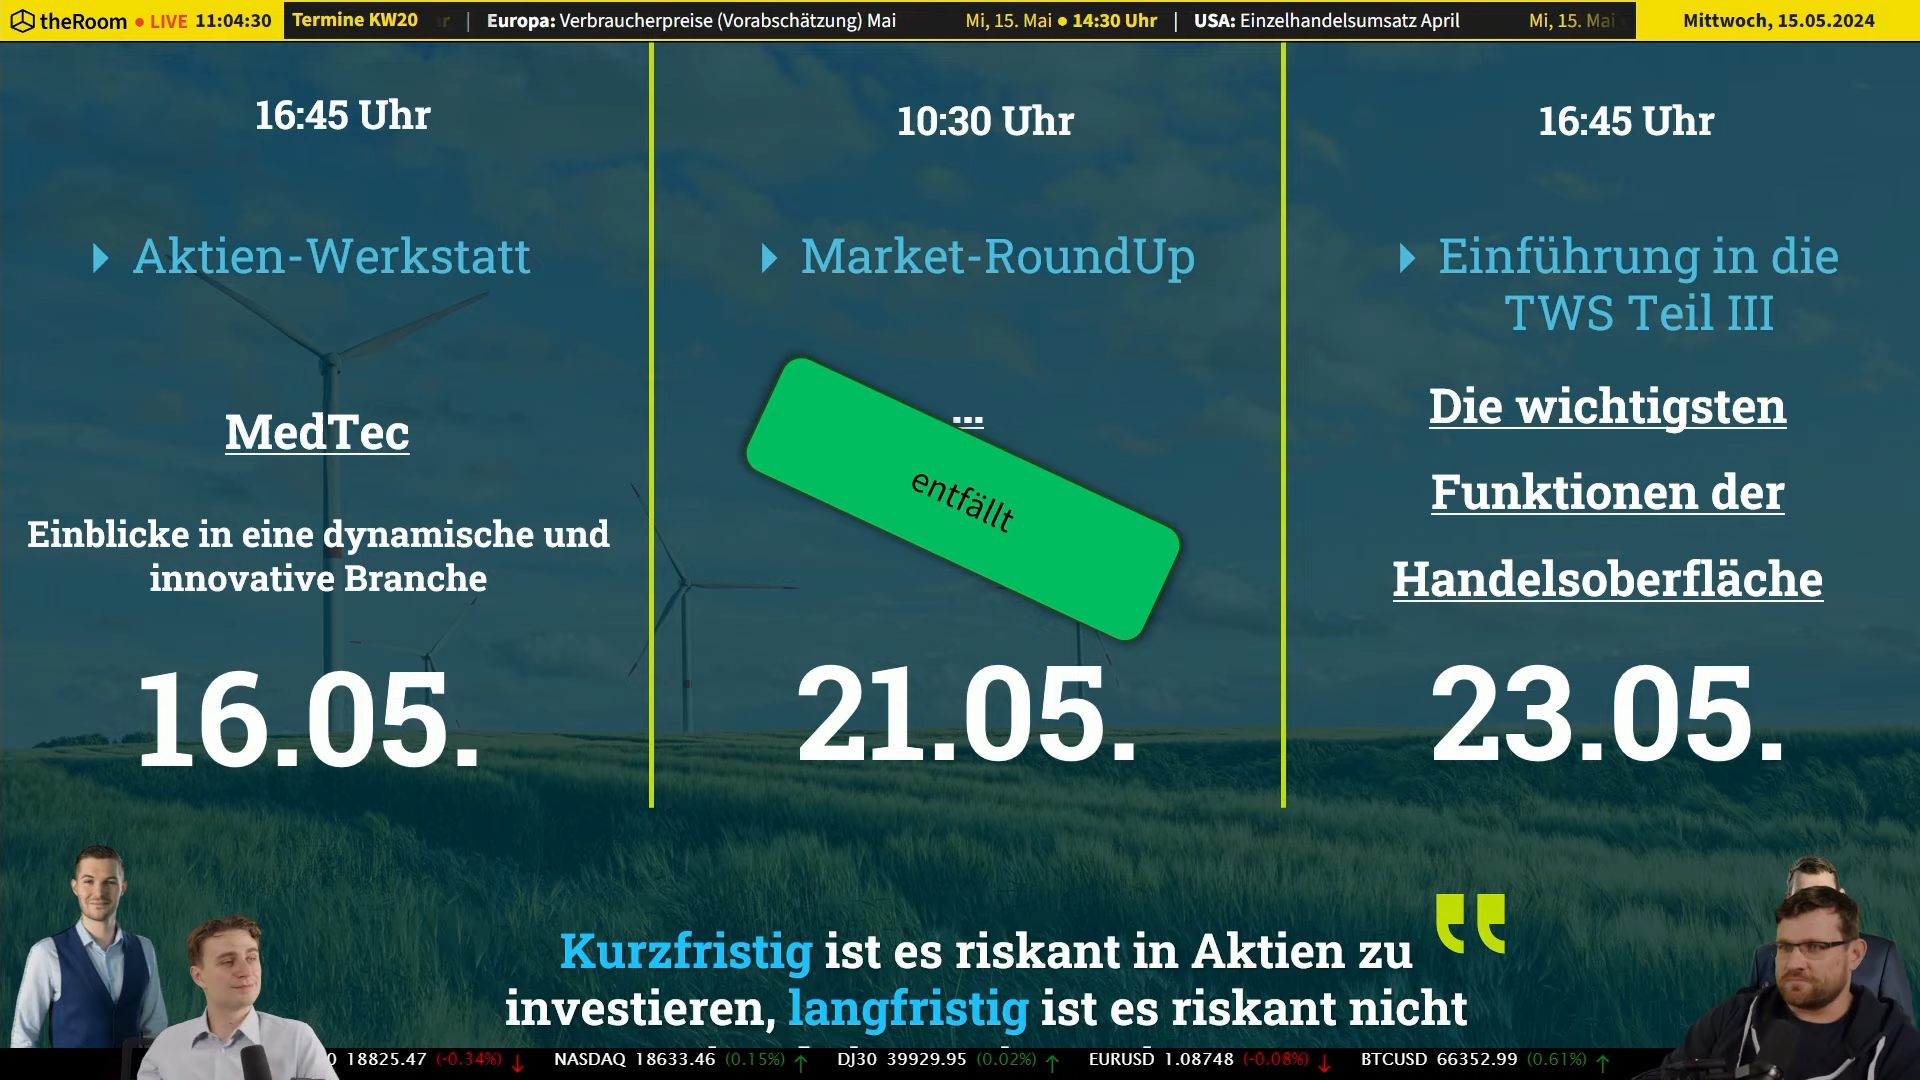 theRoom • LIVE 11:04:30
Termine KW20
| Europa: Verbraucherpreise (Vorabschätzung) Mai Mi, 15. Mai • 14:30 Uhr | USA: Einzelhandelsumsatz April Mi, 15. Mai
Mittwoch, 15.05.2024
16:45 Uhr
Aktien-Werkstatt
MedTec
Einblicke in eine dynamische und
innovative Branche
16.05.
10:30 Uhr
Market-RoundUp
...
entfällt
21.05.
16:45 Uhr
Einführung in die
TWS Teil III
Die wichtigsten
Funktionen der
Handelsoberfläche
23.05.
Kurzfristig ist es riskant in Aktien zu
investieren, langfristig ist es riskant nicht
18825.47 (-0.34%) ↓ NASDAQ 18633.46 (0.15%) ↑ DJ30 39929.95 (0.02%) ↑ EURUSD 1.08748 (-0.08%) ↓ BTCUSD 66352.99 (0.61%) ↑